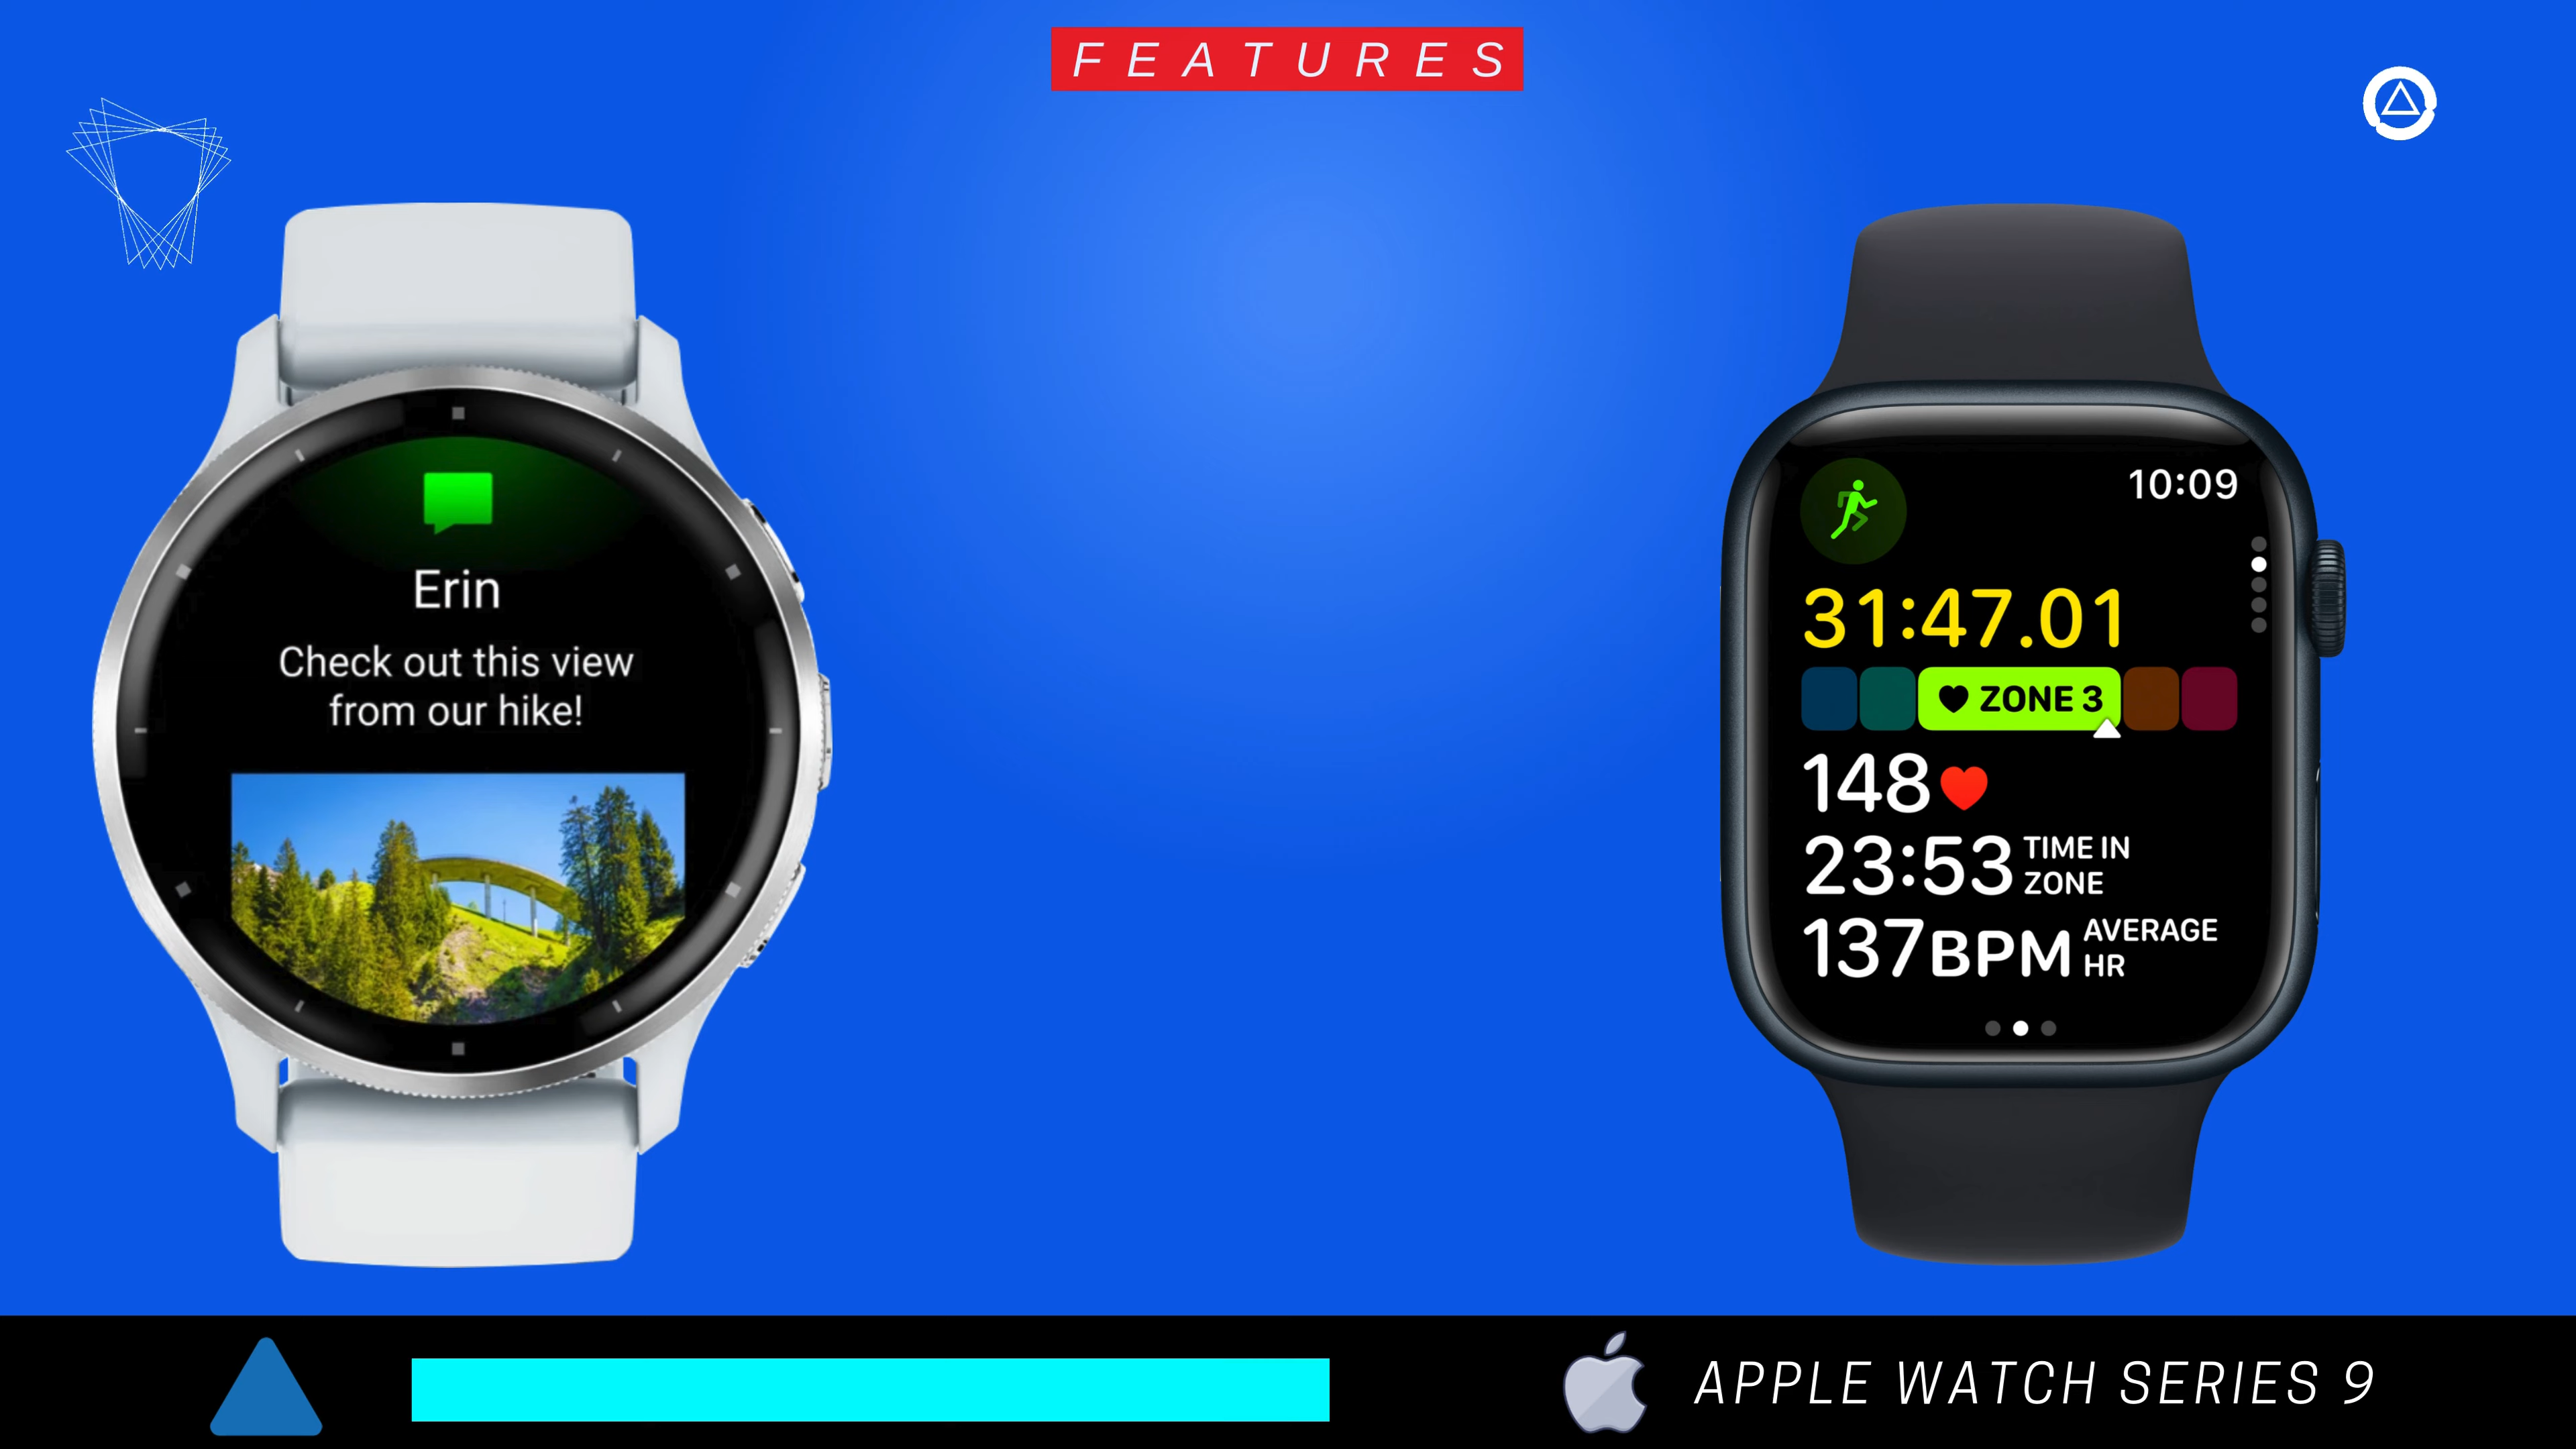 FEATURES
Erin
Check out this view
from our hike!
10:09
31:47.01
ZONE 3
148
23:53 TIME IN
ZONE
137BPM AVERAGE
HR
APPLE WATCH SERIES 9